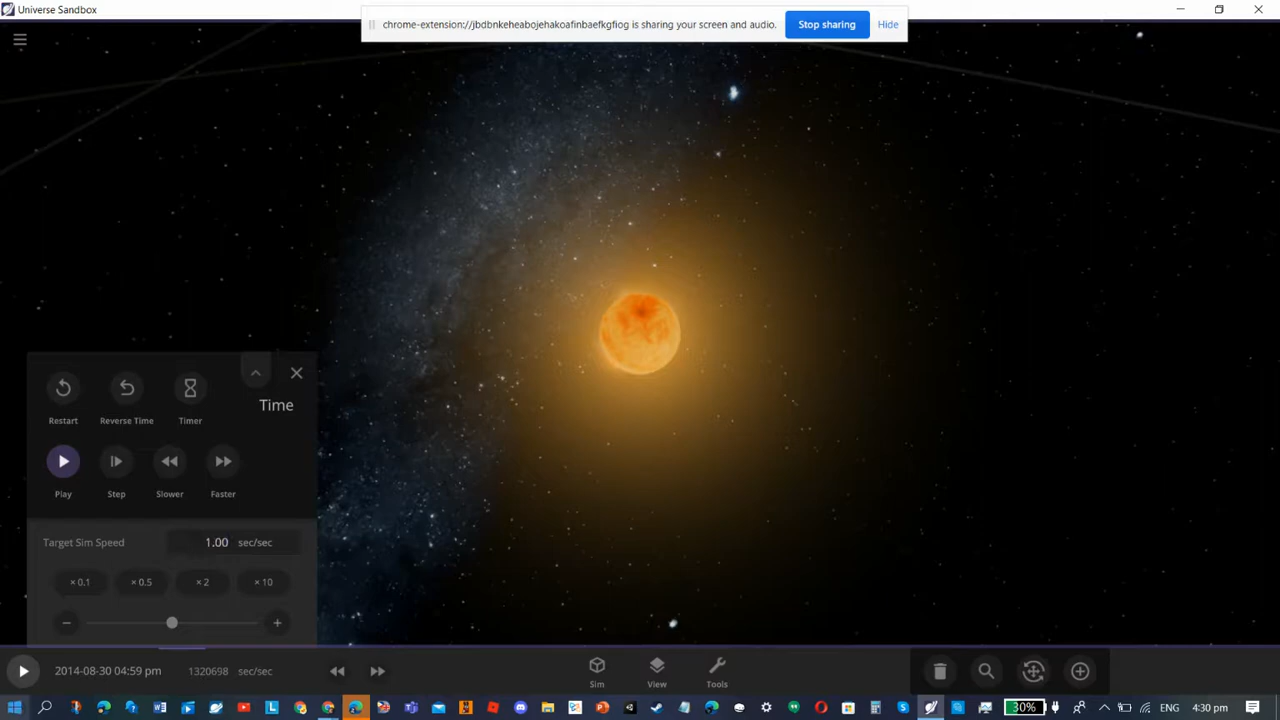 Universe Sandbox
chrome-extension://jbobnkeheabojehakoafinbaefkgfiog is sharing your screen and audio. Stop sharing Hide
Time
Restart Reverse Time Timer
Play Step Slower Faster
Target Sim Speed 1.00 sec/sec
× 0.1 × 0.5 × 2 × 10
2014-08-30 04:59 pm 1320698 sec/sec
Sim View Tools
30% ENG 4:30 pm